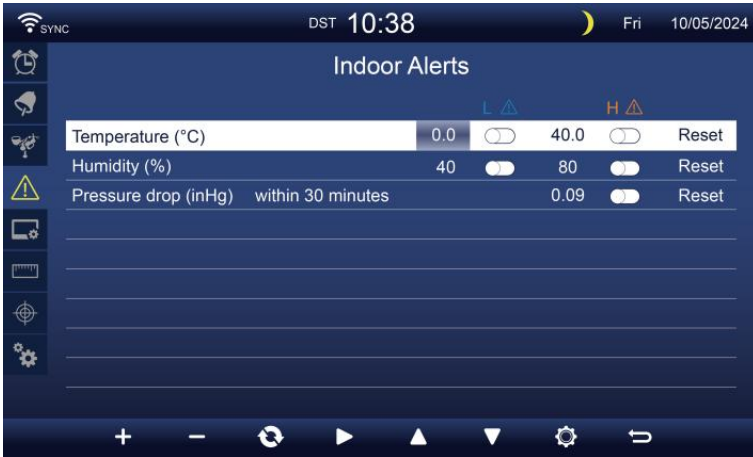 SYNC DST 10:38 Fri 10/05/2024
Indoor Alerts
L H
Temperature (°C) 0.0 40.0 Reset
Humidity (%) 40 80 Reset
Pressure drop (inHg) within 30 minutes 0.09 Reset